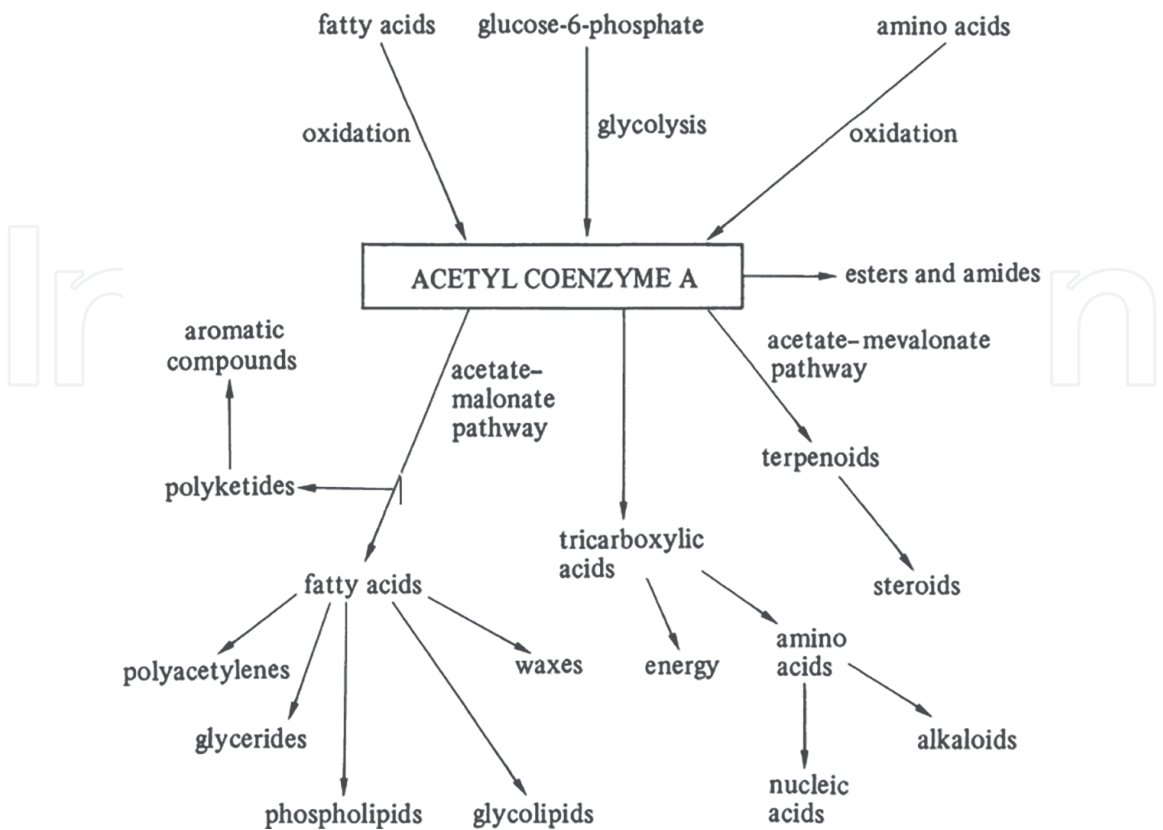 fatty acids
glucose-6-phosphate
amino acids
oxidation
glycolysis
oxidation
ACETYL COENZYME A
esters and amides
aromatic
compounds
acetate-
malonate
pathway
acetate-mevalonate
pathway
polyketides
terpenoids
tricarboxylic
acids
fatty acids
steroids
polyacetylenes
waxes
energy
amino
acids
glycerides
alkaloids
phospholipids
glycolipids
nucleic
acids